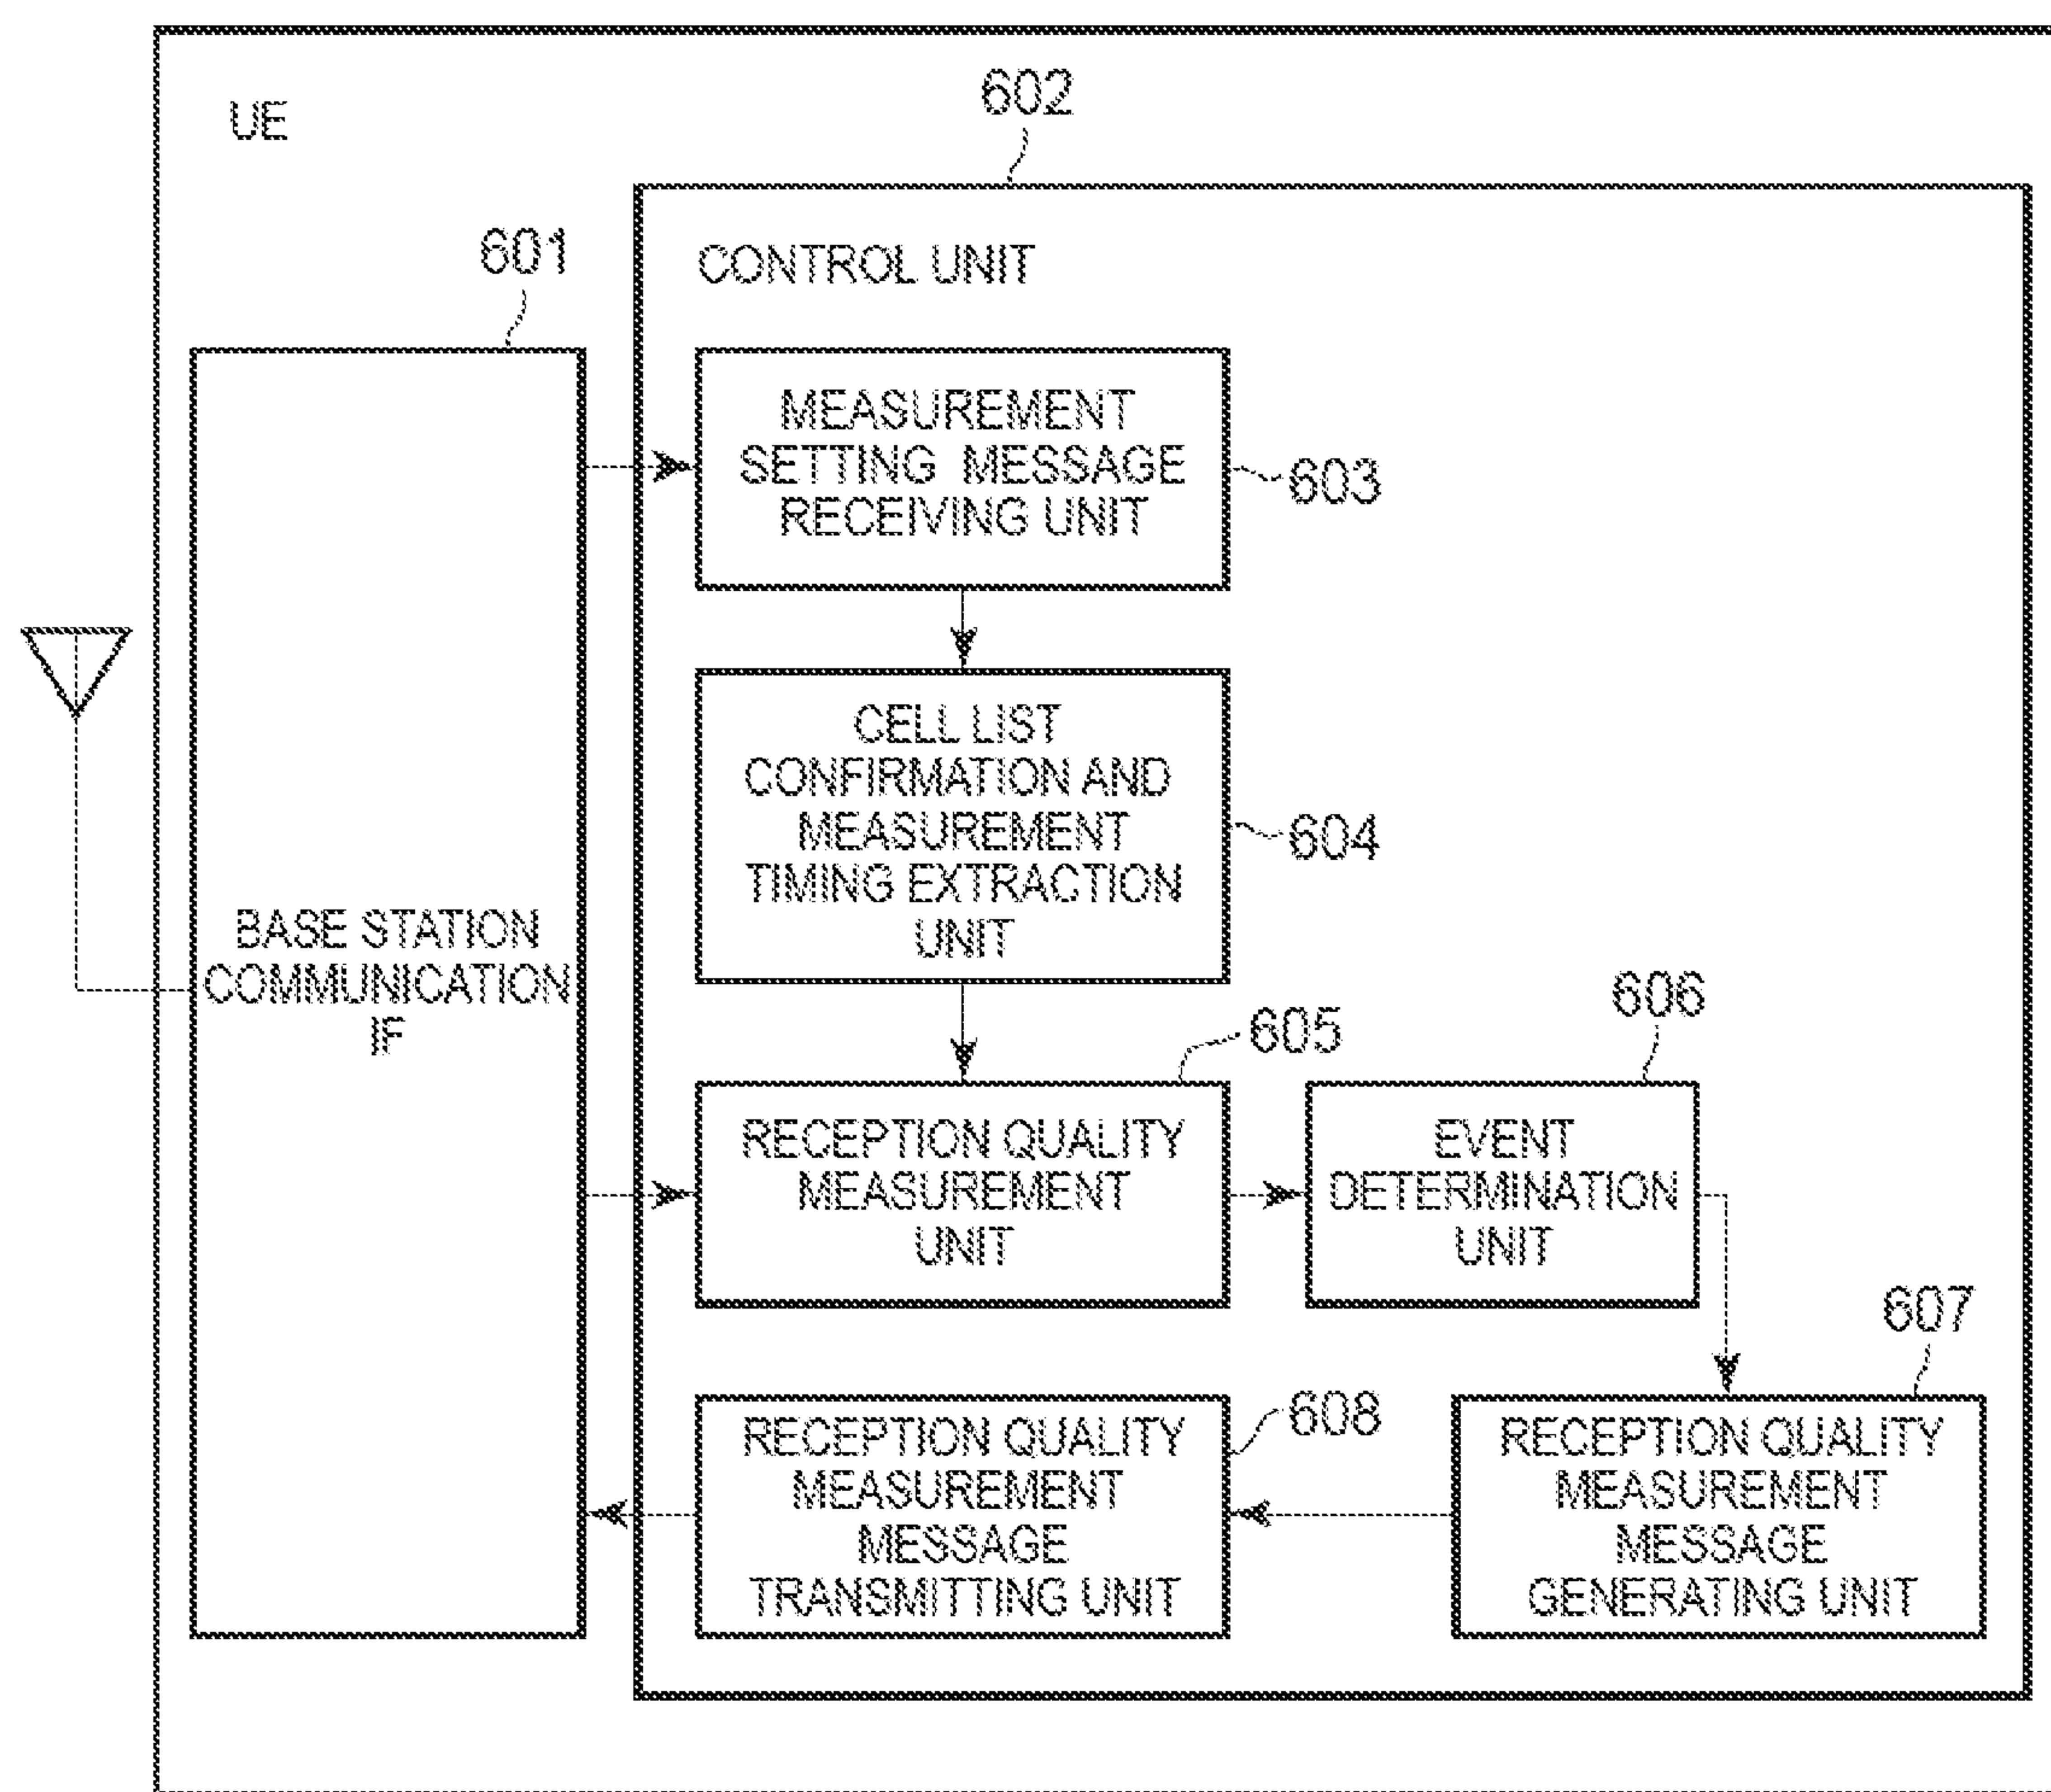 602
UE
601
CONTROL UNIT
MEASUREMENT
SETTING MESSAGE
RECEIVING UNIT
603
CELL LIST
CONFIRMATION AND
MEASUREMENT
TIMING EXTRACTION
UNIT
604
BASE STATION
COMMUNICATION
IF
605
606
RECEPTION QUALITY
MEASUREMENT
UNIT
EVENT
DETERMINATION
UNIT
607
608
RECEPTION QUALITY
MEASUREMENT
MESSAGE
TRANSMITTING UNIT
RECEPTION QUALITY
MEASUREMENT
MESSAGE
GENERATING UNIT